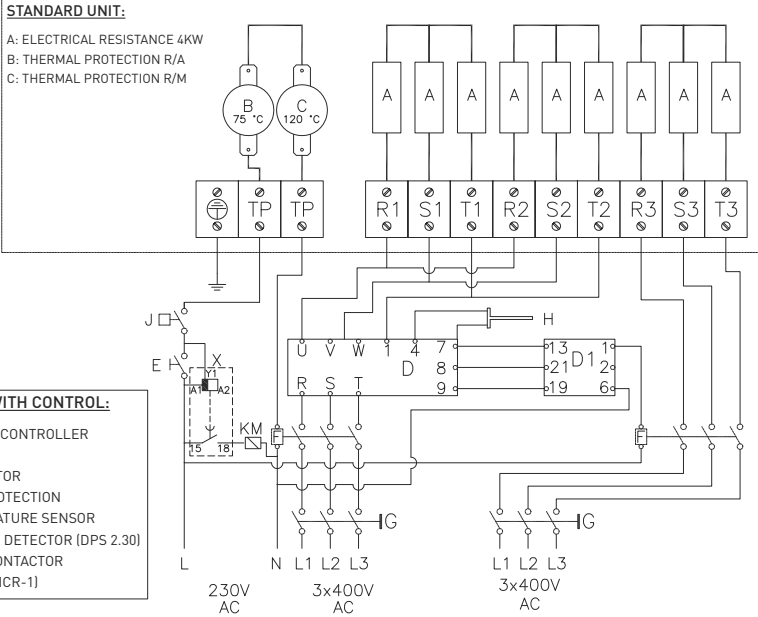 STANDARD UNIT:
A: ELECTRICAL RESISTANCE 4KW
B: THERMAL PROTECTION R/A
C: THERMAL PROTECTION R/M
B
75 °C
C
120 °C
A A A A A A A A A
TP TP R1 S1 T1 R2 S2 T2 R3 S3 T3
J
H
U V W 1 4 7
D
8
R S T 9
13 1
21 D1 2
19 6
E
X
Y1
A1 A2
15 18
KM
F
F
G
G
WITH CONTROL:
CONTROLLER
TOR
OTECTION
ATURE SENSOR
DETECTOR (DPS 2.30)
ONTACTOR
MCR-1)
L N L1 L2 L3
230V
AC
3x400V
AC
L1 L2 L3
3x400V
AC